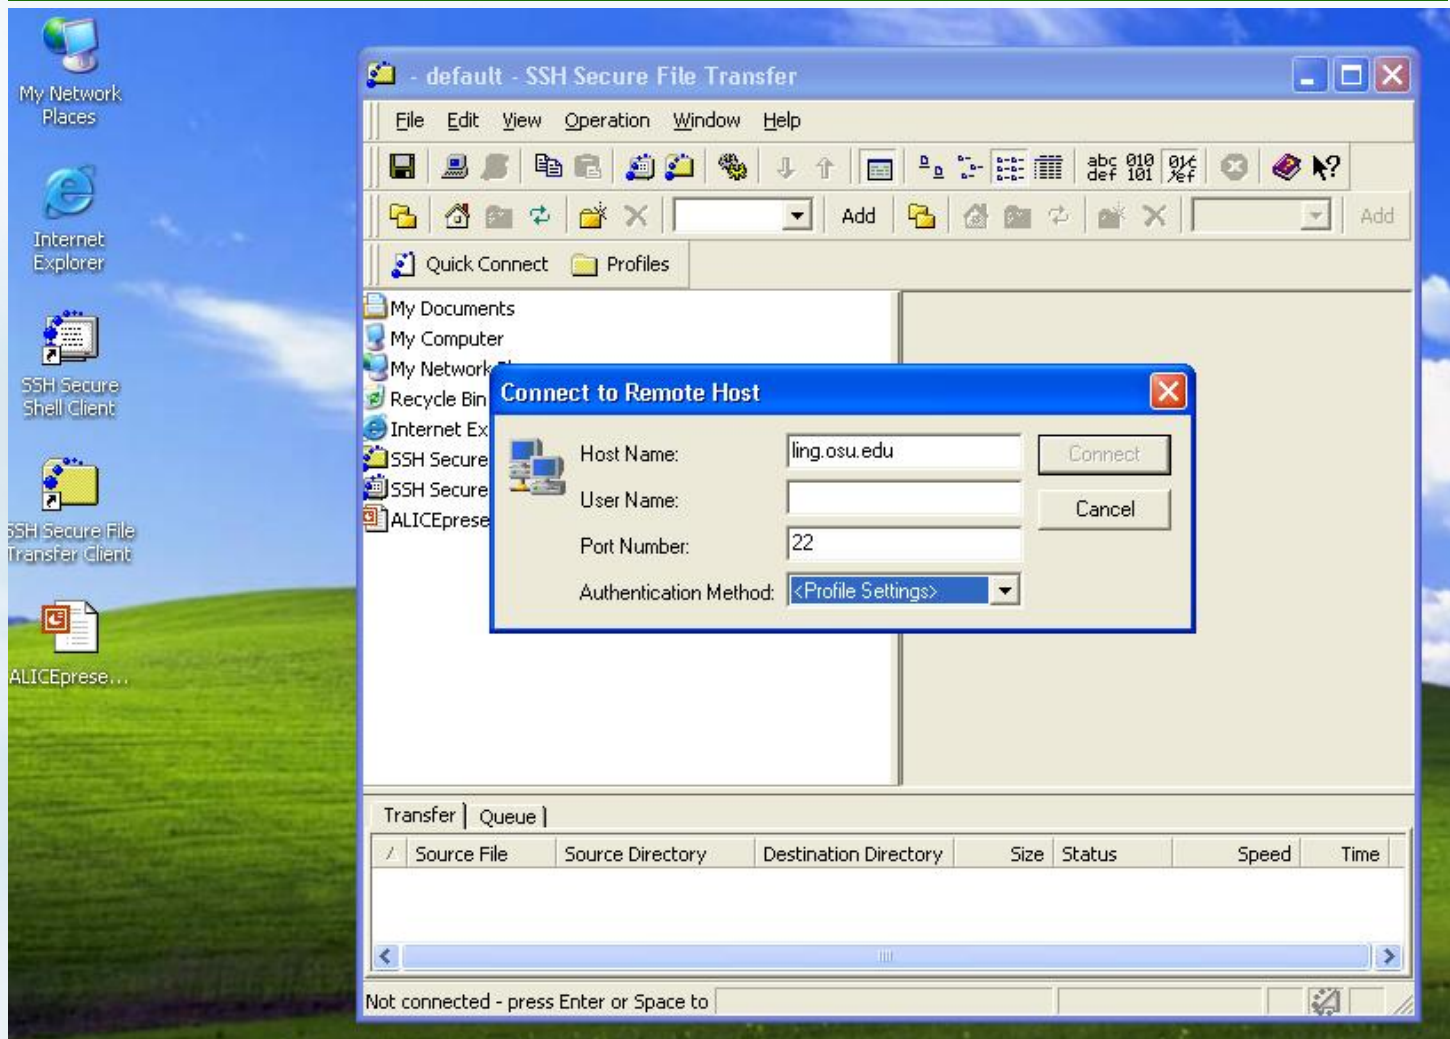 My Network
Places
Internet
Explorer
SSH Secure
Shell Client
SSH Secure File
Transfer Client
ALICEprese...
- default - SSH Secure File Transfer
File Edit View Operation Window Help
abc 010
def 101
Add Add
Quick Connect Profiles
My Documents
My Computer
My Network
Recycle Bin
Internet Ex
SSH Secure
SSH Secure
ALICEprese
Connect to Remote Host
Host Name: ling.osu.edu Connect
User Name: Cancel
Port Number: 22
Authentication Method: <Profile Settings>
Transfer Queue
Source File Source Directory Destination Directory Size Status Speed Time
Not connected - press Enter or Space to